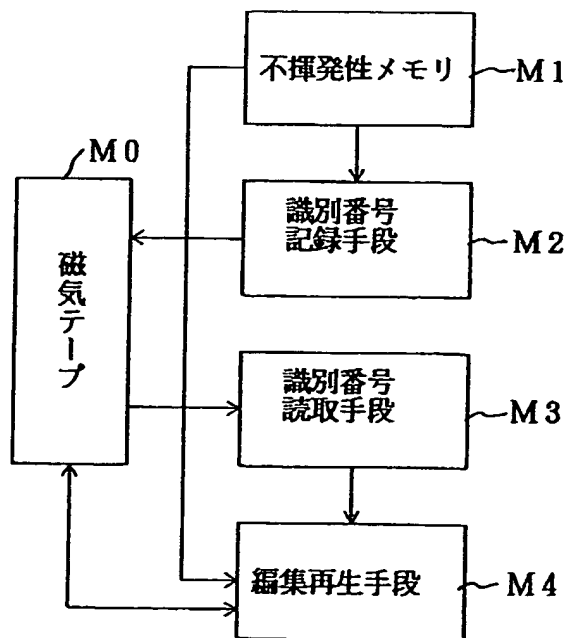 不揮発性メモリ
M1
M0
磁気テープ
識別番号
記録手段
M2
識別番号
読取手段
M3
編集再生手段
M4